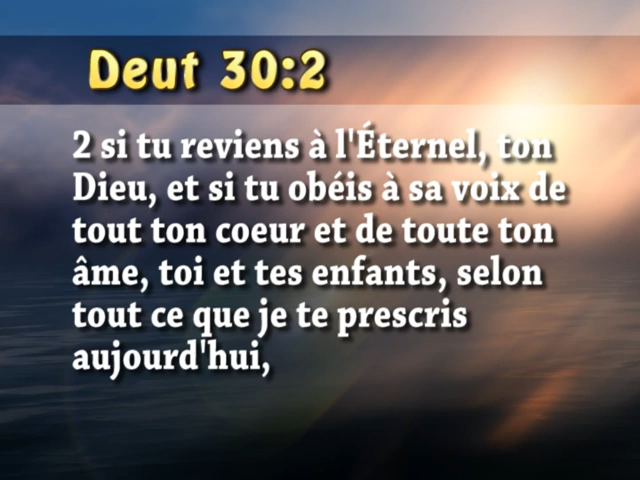 Deut 30:2
2 si tu reviens à l'Éternel, ton
Dieu, et si tu obéis à sa voix de
tout ton coeur et de toute ton
âme, toi et tes enfants, selon
tout ce que je te prescris
aujourd'hui,